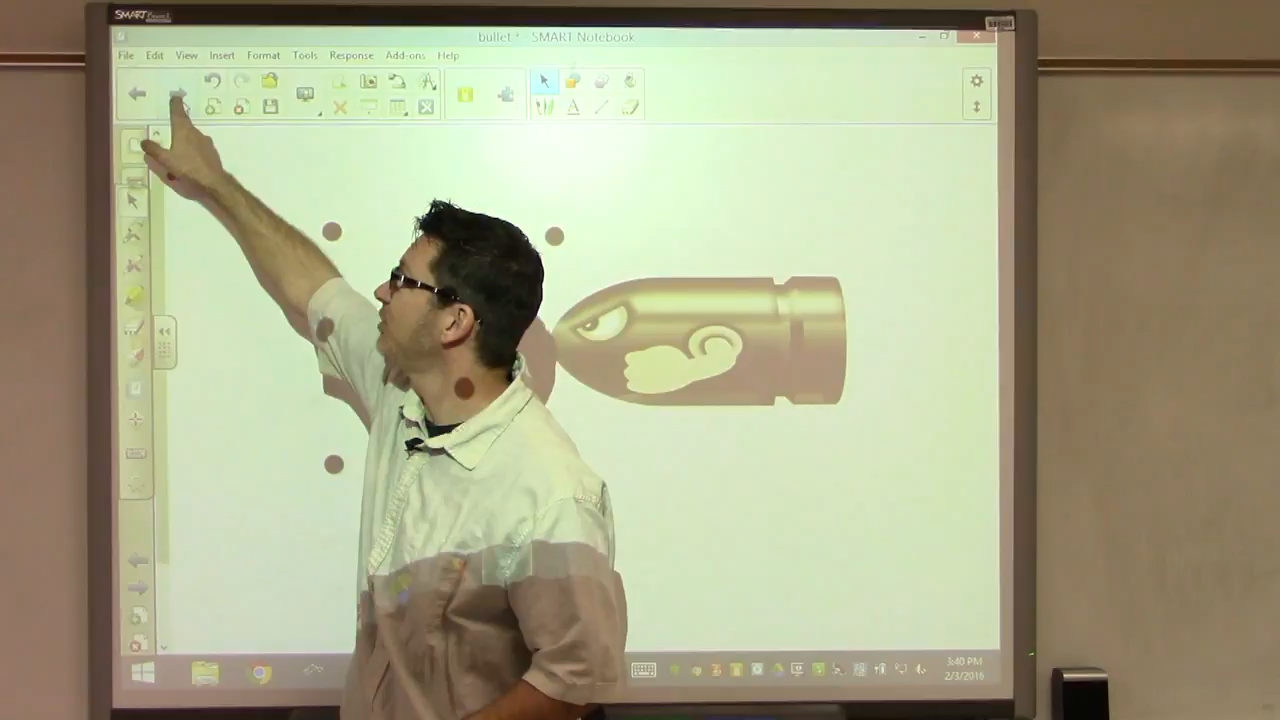 SMART Board
bullet * - SMART Notebook
File Edit View Insert Format Tools Response Add-ons Help
3:40 PM
2/3/2016